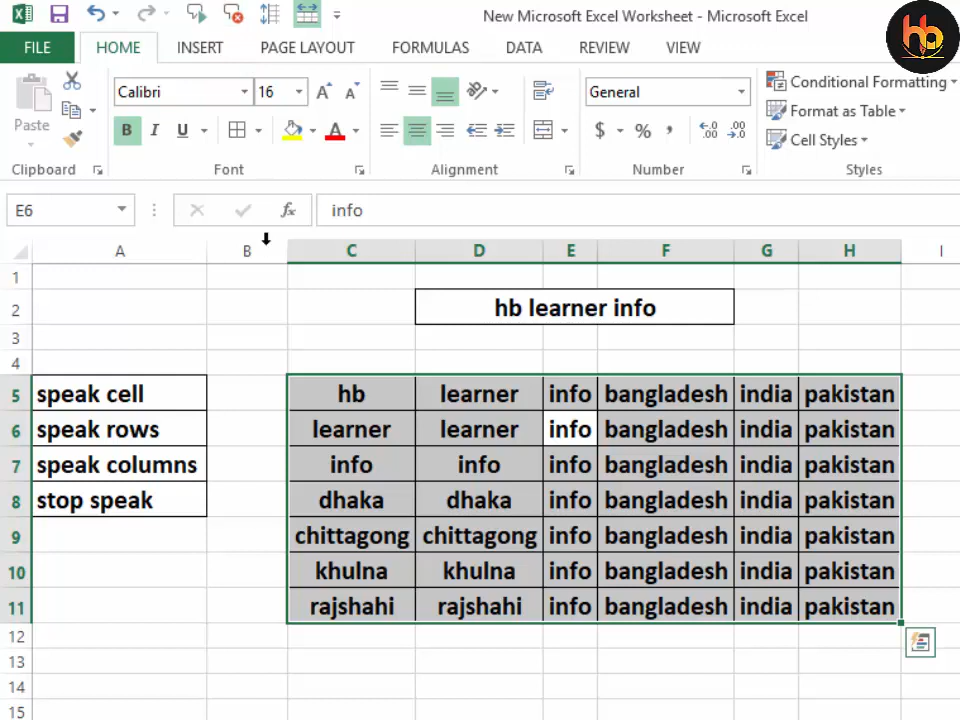 New Microsoft Excel Worksheet - Microsoft Excel
hb
FILE HOME INSERT PAGE LAYOUT FORMULAS DATA REVIEW VIEW
Paste
Calibri 16
B I U A
General
$ % ,
Conditional Formatting
Format as Table
Cell Styles
Clipboard Font Alignment Number Styles
E6 fx info
A B C D E F G H I
1
2 hb learner info
3
4
5 speak cell hb learner info bangladesh india pakistan
6 speak rows learner learner info bangladesh india pakistan
7 speak columns info info info bangladesh india pakistan
8 stop speak dhaka dhaka info bangladesh india pakistan
9 chittagong chittagong info bangladesh india pakistan
10 khulna khulna info bangladesh india pakistan
11 rajshahi rajshahi info bangladesh india pakistan
12
13
14
15